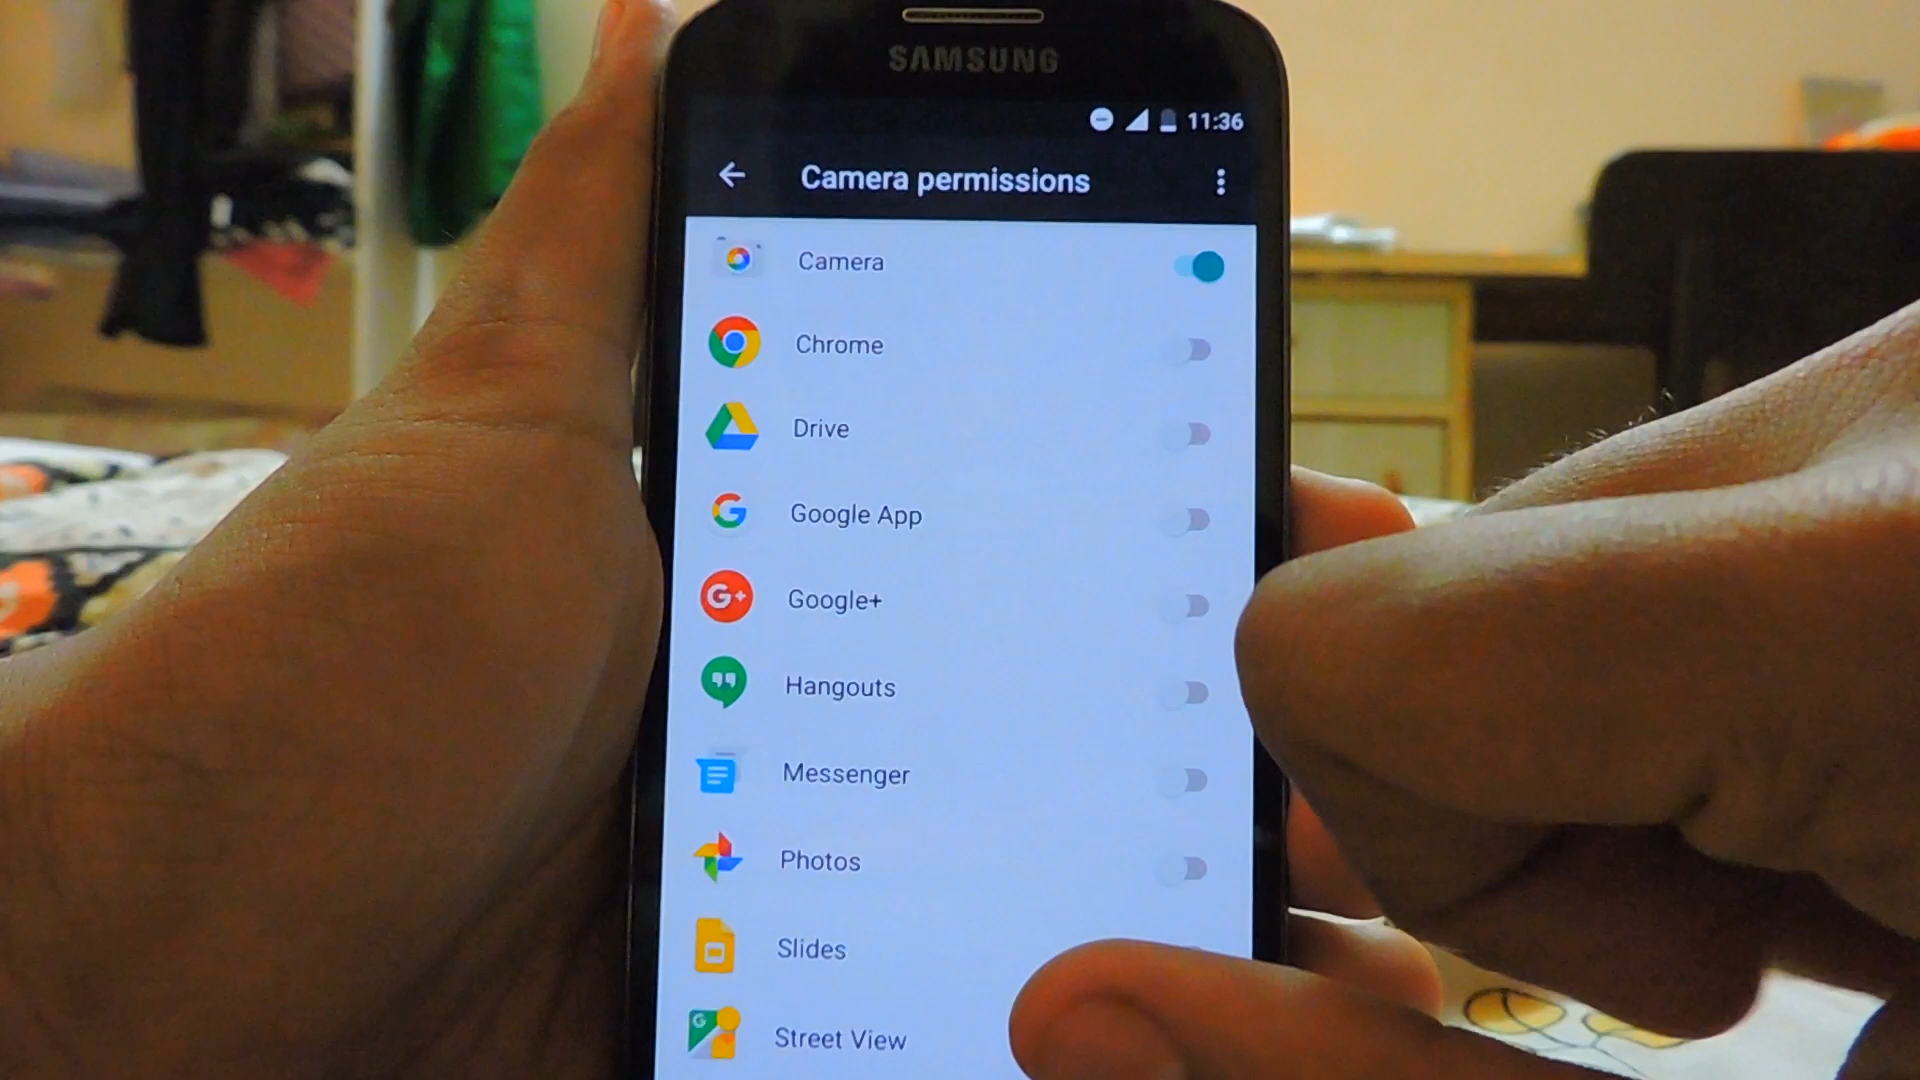 SAMSUNG
11:36
Camera permissions
Camera
Chrome
Drive
G Google App
G+ Google+
Hangouts
Messenger
Photos
Slides
G Street View